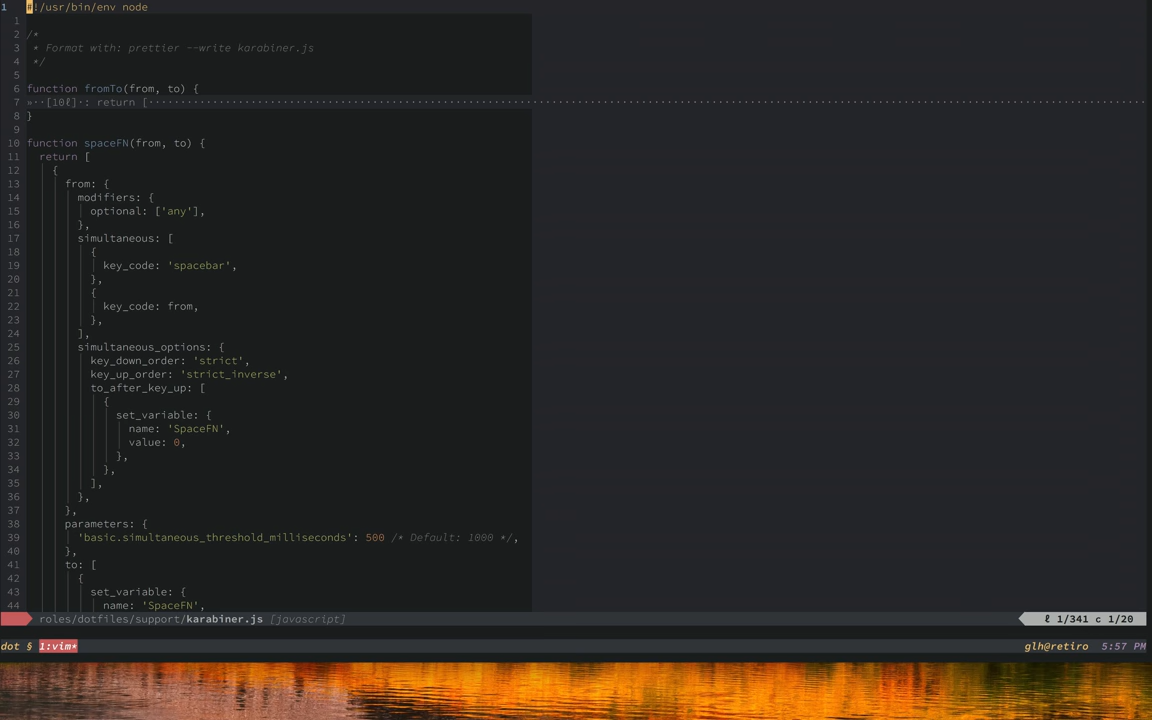 1 #!/usr/bin/env node
1
2 /*
3  * Format with: prettier --write karabiner.js
4  */
5
6 function fromTo(from, to) {
7 »··[10ℓ]·: return [··································································
8 }
9
10 function spaceFN(from, to) {
11   return [
12     {
13       from: {
14         modifiers: {
15           optional: ['any'],
16         },
17         simultaneous: [
18           {
19             key_code: 'spacebar',
20           },
21           {
22             key_code: from,
23           },
24         ],
25         simultaneous_options: {
26           key_down_order: 'strict',
27           key_up_order: 'strict_inverse',
28           to_after_key_up: [
29             {
30               set_variable: {
31                 name: 'SpaceFN',
32                 value: 0,
33               },
34             },
35           ],
36         },
37       },
38       parameters: {
39         'basic.simultaneous_threshold_milliseconds': 500 /* Default: 1000 */,
40       },
41       to: [
42         {
43           set_variable: {
44             name: 'SpaceFN',
roles/dotfiles/support/karabiner.js [javascript] ℓ 1/341 c 1/20
dot § 1:vim* glh@retiro 5:57 PM